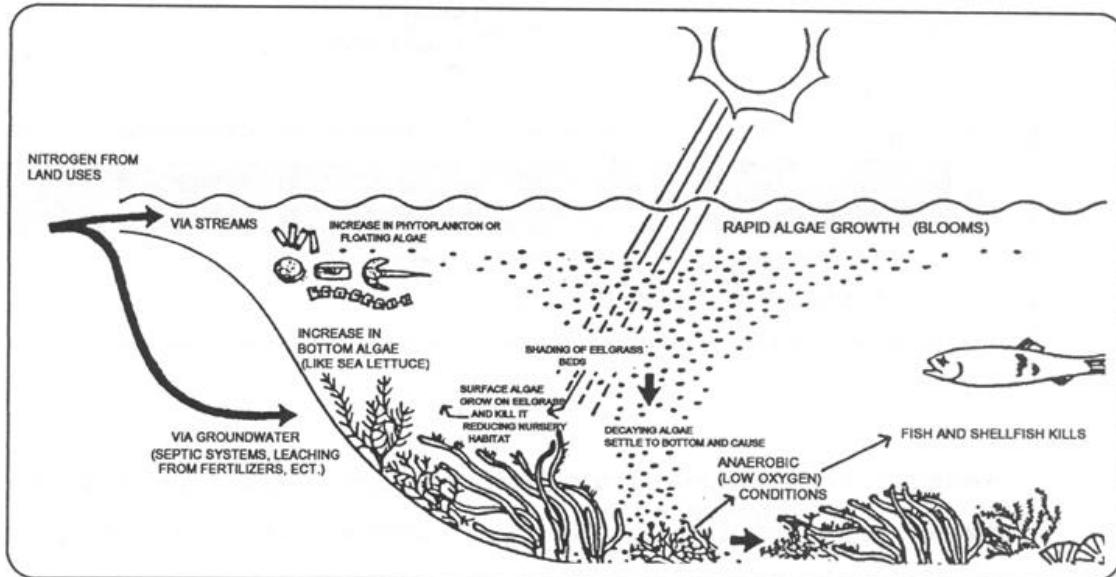 NITROGEN FROM
LAND USES
VIA STREAMS
INCREASE IN PHYTOPLANKTON OR
FLOATING ALGAE
RAPID ALGAE GROWTH (BLOOMS)
INCREASE IN
BOTTOM ALGAE
(LIKE SEA LETTUCE)
SHADING OF EELGRASS
BEDS
SURFACE ALGAE
GROW ON EELGRASS
AND KILL IT
REDUCING NURSERY
HABITAT
VIA GROUNDWATER
(SEPTIC SYSTEMS, LEACHING
FROM FERTILIZERS, ECT.)
DECAYING ALGAE
SETTLE TO BOTTOM AND CAUSE
ANAEROBIC
(LOW OXYGEN)
CONDITIONS
FISH AND SHELLFISH KILLS